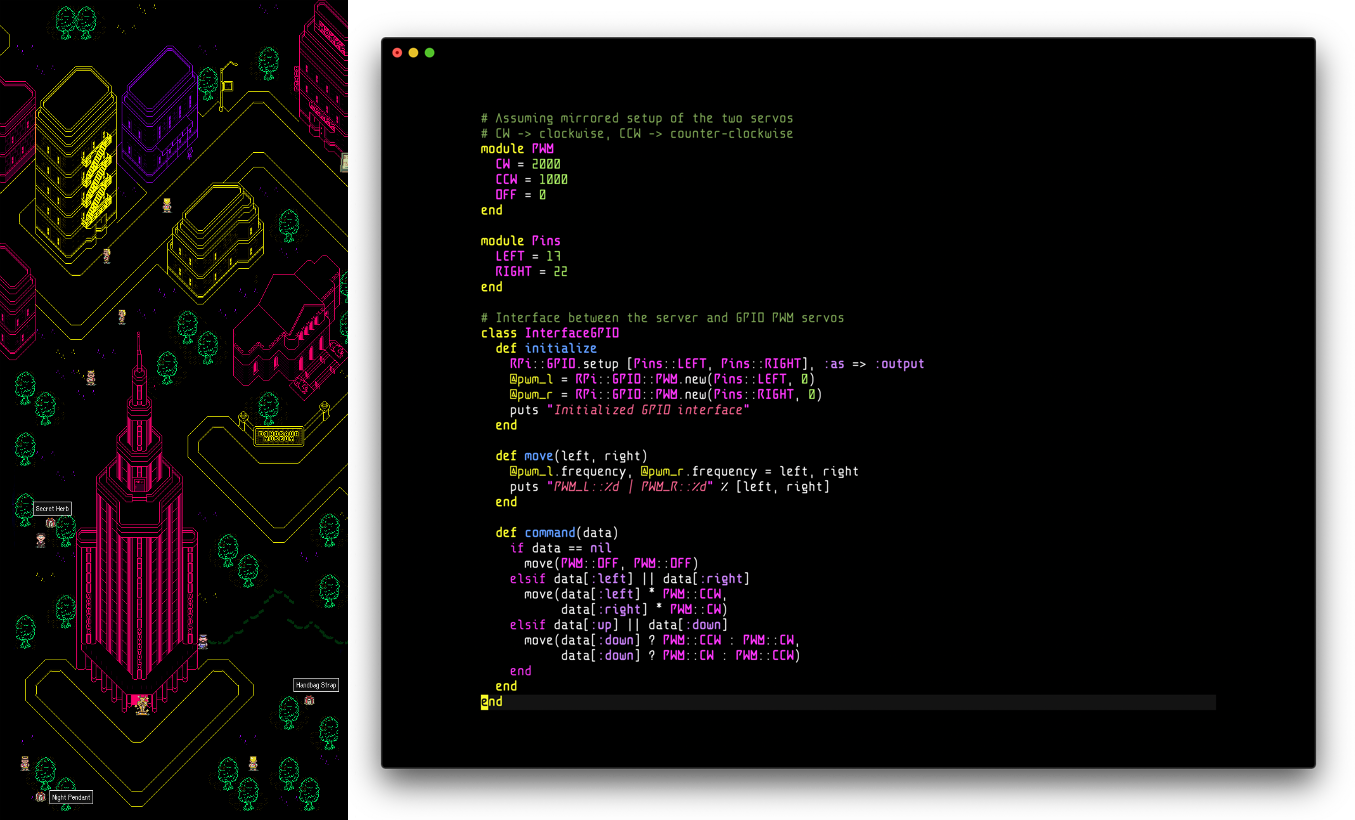 DINOSAUR
MUSEUM
Secret Herb
Handbag Strap
Night Pendant
# Assuming mirrored setup of the two servos
# CW -> clockwise, CCW -> counter-clockwise
module PWM
  CW = 2000
  CCW = 1000
  OFF = 0
end
module Pins
  LEFT = 17
  RIGHT = 22
end
# Interface between the server and GPIO PWM servos
class InterfaceGPIO
  def initialize
    RPi::GPIO.setup [Pins::LEFT, Pins::RIGHT], :as => :output
    @pwm_l = RPi::GPIO::PWM.new(Pins::LEFT, 0)
    @pwm_r = RPi::GPIO::PWM.new(Pins::RIGHT, 0)
    puts "Initialized GPIO interface"
  end
  def move(left, right)
    @pwm_l.frequency, @pwm_r.frequency = left, right
    puts "PWM_L::%d | PWM_R::%d" % [left, right]
  end
  def command(data)
    if data == nil
      move(PWM::OFF, PWM::OFF)
    elsif data[:left] || data[:right]
      move(data[:left] * PWM::CCW,
           data[:right] * PWM::CW)
    elsif data[:up] || data[:down]
      move(data[:down] ? PWM::CCW : PWM::CW,
           data[:down] ? PWM::CW : PWM::CCW)
    end
  end
end